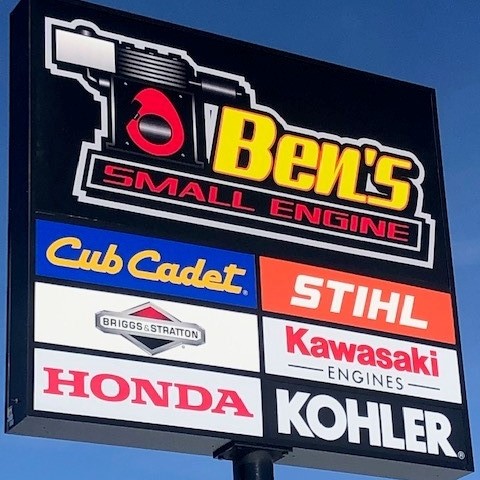 Ben's
SMALL ENGINE
Cub Cadet®
STIHL
BRIGGS & STRATTON®
Kawasaki
ENGINES
HONDA
KOHLER®